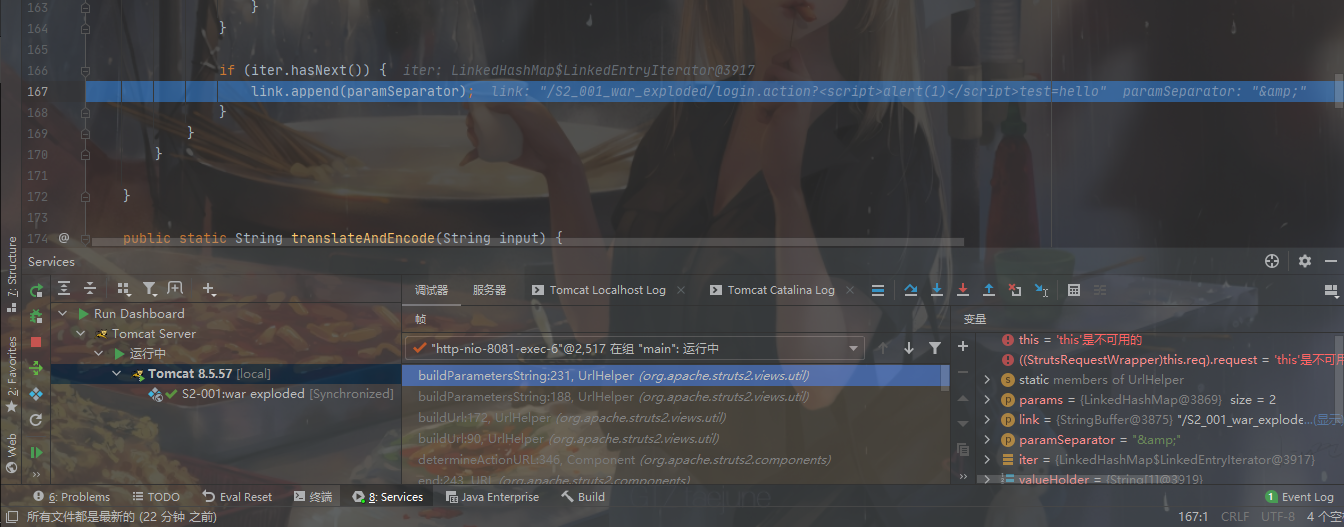 163 }
164 }
165
166 if (iter.hasNext()) { iter: LinkedHashMap$LinkedEntryIterator@3917
167 link.append(paramSeparator); link: "/S2_001_war_exploded/login.action?<script>alert(1)</script>test=hello" paramSeparator: "&amp;"
168 }
169 }
170 }
171
172 }
173
174 @ public static String translateAndEncode(String input) {
Services
7: Structure
2: Favorites
Web
调试器 服务器 Tomcat Localhost Log Tomcat Catalina Log
Run Dashboard
Tomcat Server
运行中
Tomcat 8.5.57 [local]
S2-001:war exploded [Synchronized]
帧
"http-nio-8081-exec-6"@2,517 在组 "main": 运行中
buildParametersString:231, UrlHelper (org.apache.struts2.views.util)
buildParametersString:188, UrlHelper (org.apache.struts2.views.util)
buildUrl:172, UrlHelper (org.apache.struts2.views.util)
buildUrl:90, UrlHelper (org.apache.struts2.views.util)
determineActionURL:346, Component (org.apache.struts2.components)
end:243, URL (org.apache.struts2.components)
变量
this = 'this'是不可用的
((StrutsRequestWrapper)this.req).request = 'this'是不可用
static members of UrlHelper
params = {LinkedHashMap@3869} size = 2
link = {StringBuffer@3875} "/S2_001_war_explode...(显示
paramSeparator = "&amp;"
iter = {LinkedHashMap$LinkedEntryIterator@3917}
valueHolder = {String[1]@3919}
6: Problems TODO Eval Reset 终端 8: Services Java Enterprise Build 1 Event Log
所有文件都是最新的 (22 分钟 之前) 167:1 CRLF UTF-8 4 个空